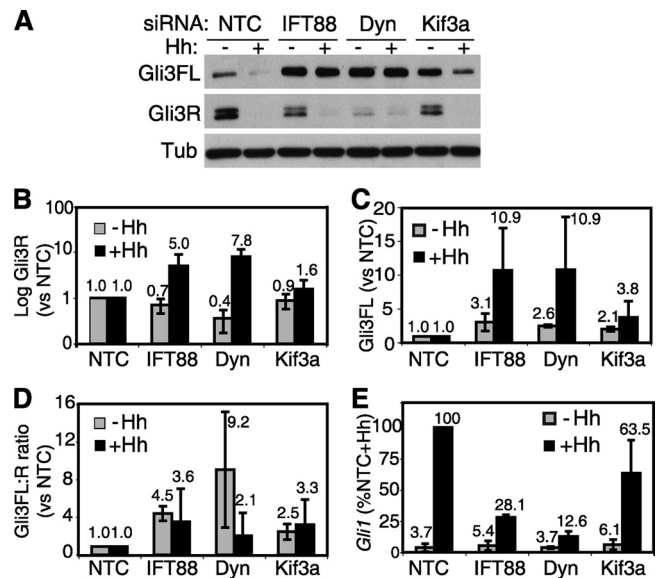 A
siRNA: NTC IFT88 Dyn Kif3a
Hh: - + - + - + - +
Gli3FL
Gli3R
Tub
B
Log Gli3R
(vs NTC)
100
10
1
0
- Hh
+Hh
1.0 1.0 0.7 5.0 0.4 7.8 0.9 1.6
NTC IFT88 Dyn Kif3a
C
Gli3FL (vs NTC)
20
15
10
5
0
- Hh
+Hh
1.0 1.0 3.1 10.9 2.6 10.9 2.1 3.8
NTC IFT88 Dyn Kif3a
D
Gli3FL:R ratio
(vs NTC)
16
12
8
4
0
- Hh
+Hh
1.01.0 4.5 3.6 9.2 2.1 2.5 3.3
NTC IFT88 Dyn Kif3a
E
Gli1 (%NTC+Hh)
100
75
50
25
0
- Hh
+Hh
3.7 100 5.4 28.1 3.7 12.6 6.1 63.5
NTC IFT88 Dyn Kif3a